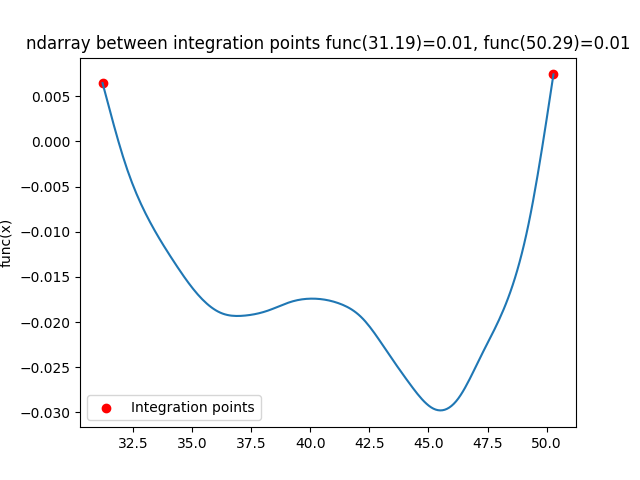 ndarray between integration points func(31.19)=0.01, func(50.29)=0.01
func(x)
0.005
0.000
−0.005
−0.010
−0.015
−0.020
−0.025
−0.030
Integration points
32.5 35.0 37.5 40.0 42.5 45.0 47.5 50.0